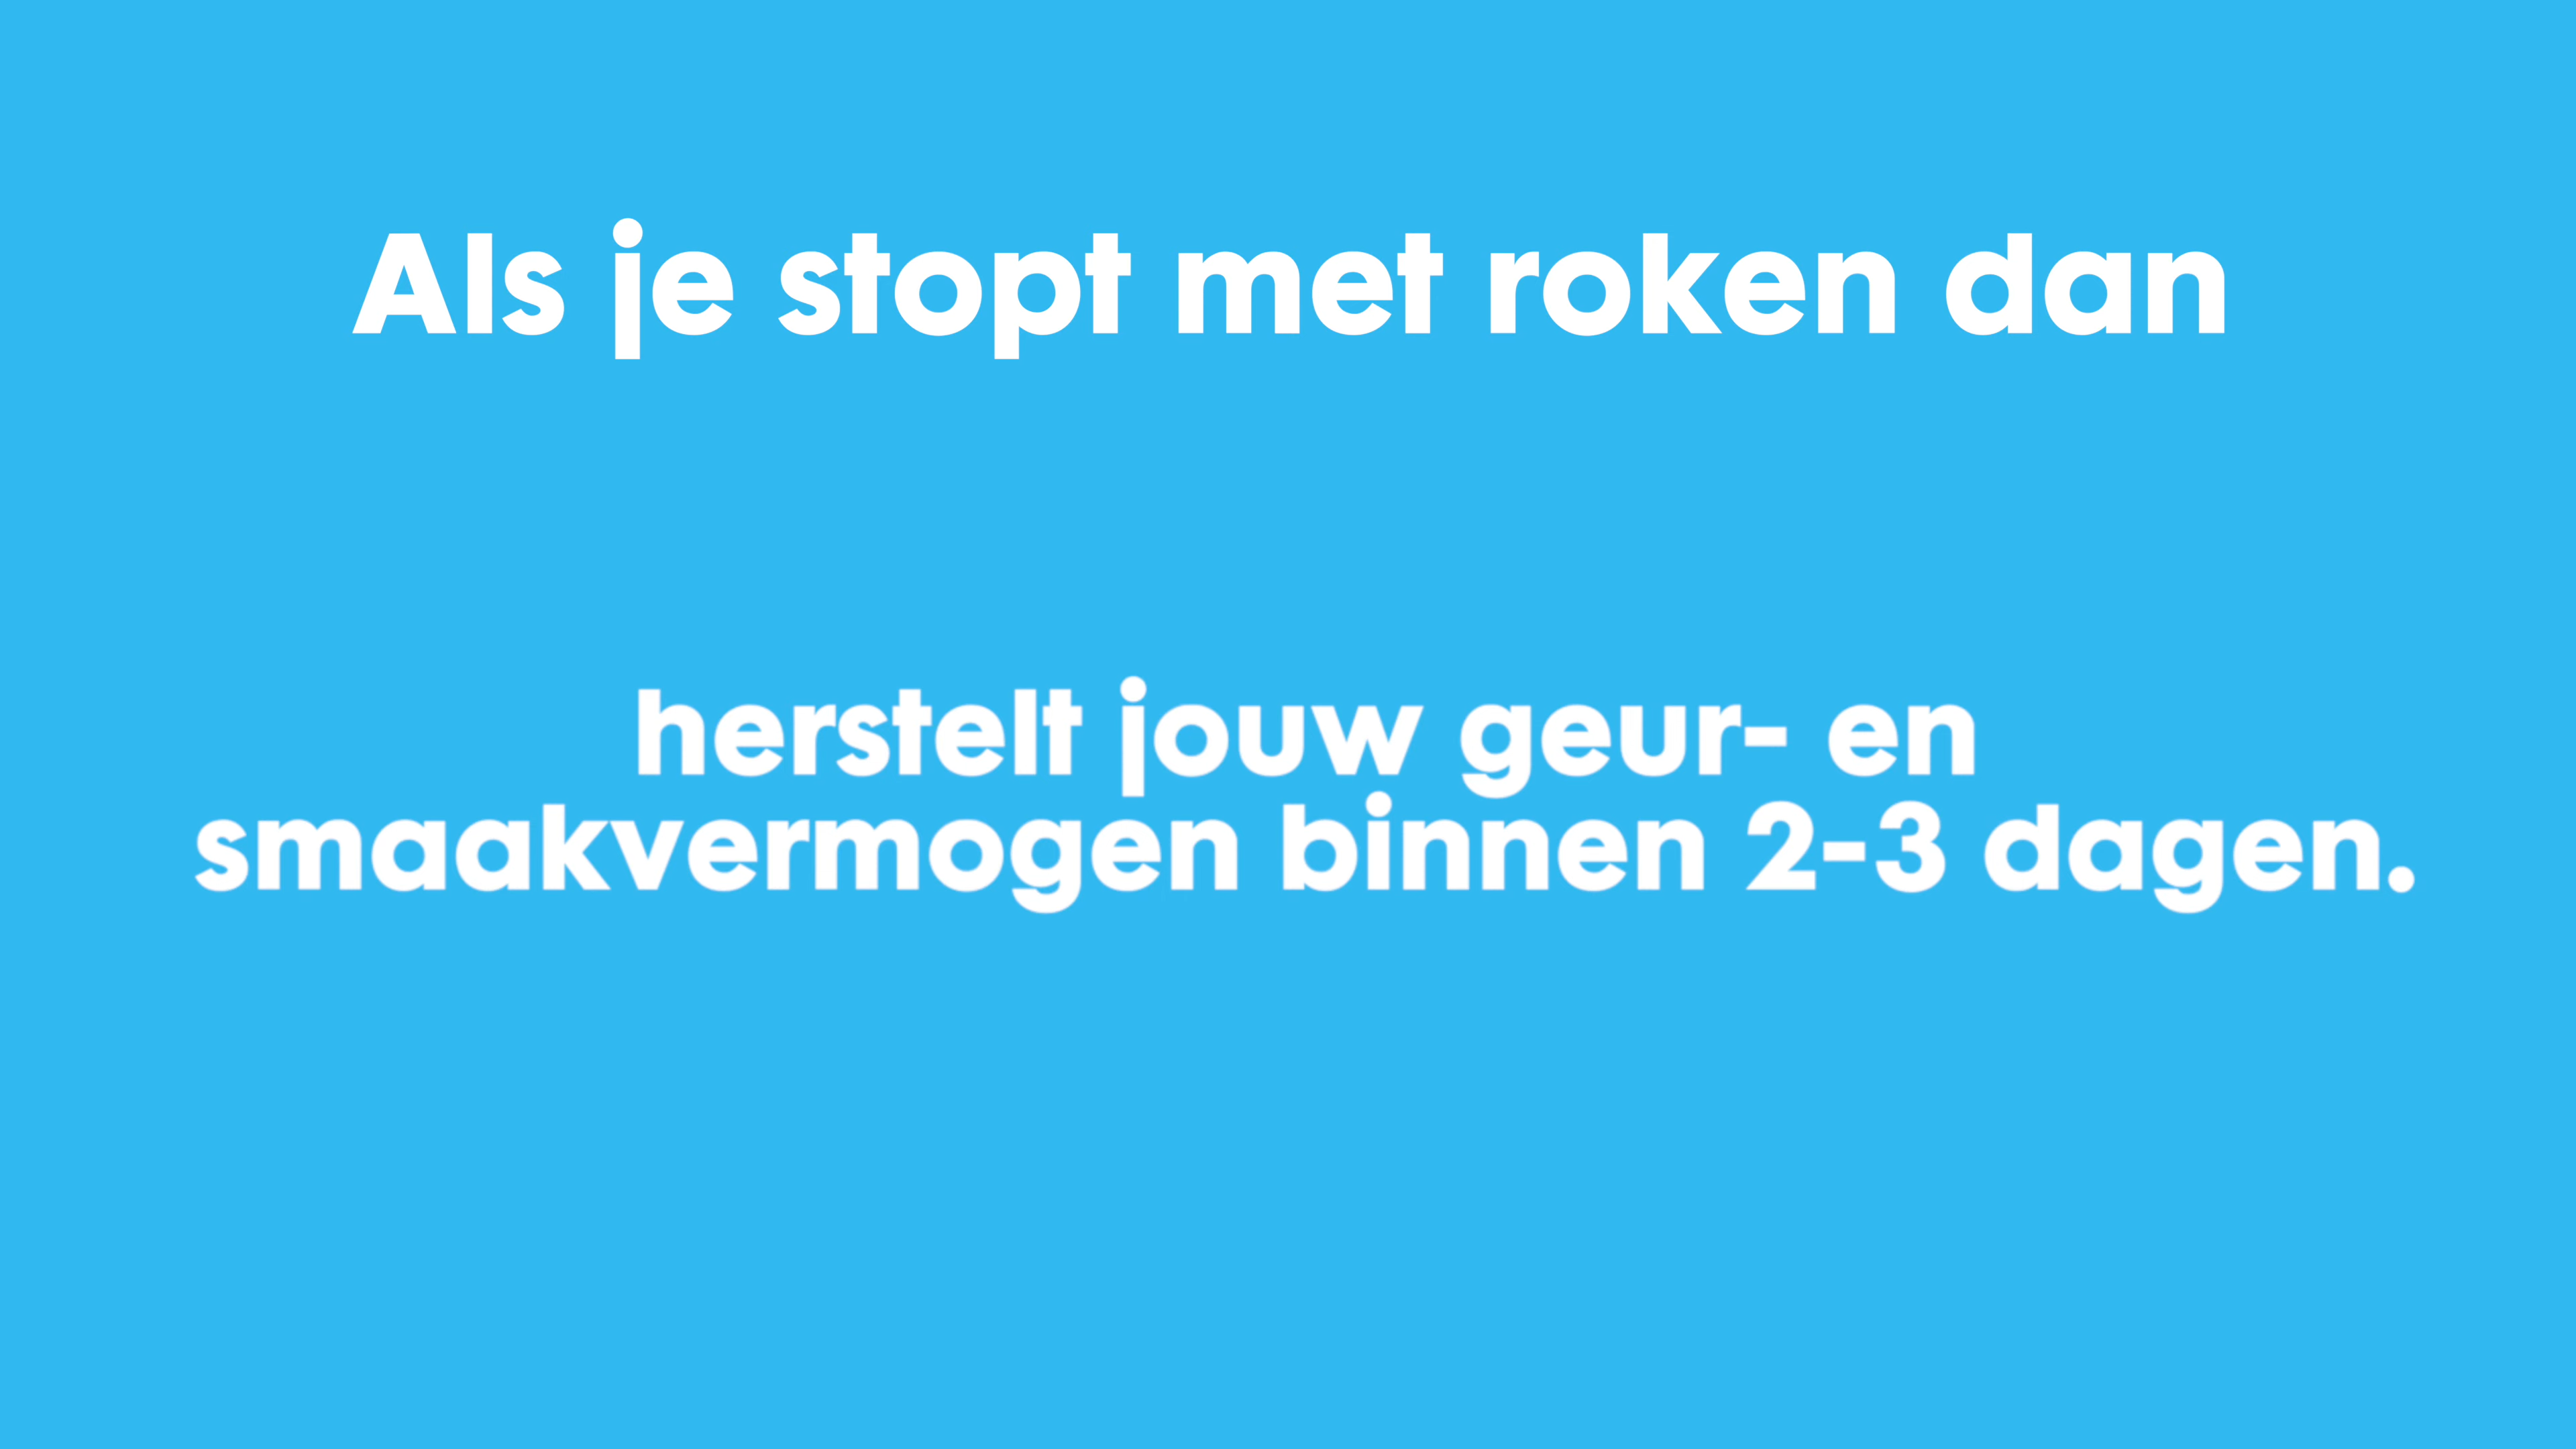 Als je stopt met roken dan
herstelt jouw geur- en
smaakvermogen binnen 2-3 dagen.